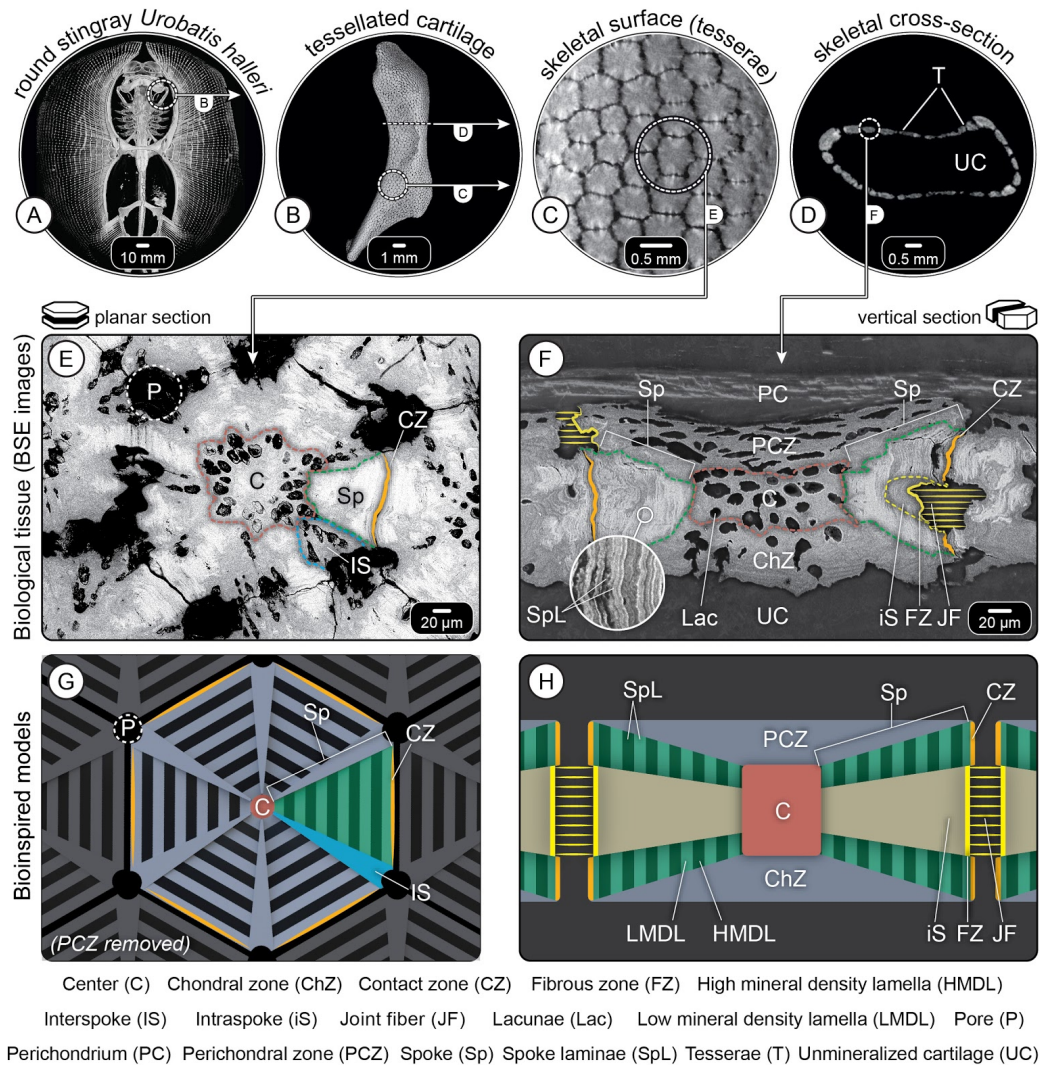 round stingray Urobatis halleri
tessellated cartilage
skeletal surface (tesserae)
skeletal cross-section
B
A
10 mm
D
C
B
1 mm
E
C
0.5 mm
T
UC
F
D
0.5 mm
planar section
vertical section
Biological tissue (BSE images)
E
P
CZ
C
Sp
IS
20 µm
F
Sp
PC
Sp
CZ
PCZ
C
ChZ
SpL
Lac
UC
iS FZ JF
20 µm
Bioinspired models
G
P
Sp
CZ
C
IS
(PCZ removed)
H
SpL
Sp
CZ
PCZ
C
ChZ
LMDL
HMDL
iS FZ JF
Center (C) Chondral zone (ChZ) Contact zone (CZ) Fibrous zone (FZ) High mineral density lamella (HMDL)
Interspoke (IS) Intraspoke (iS) Joint fiber (JF) Lacunae (Lac) Low mineral density lamella (LMDL) Pore (P)
Perichondrium (PC) Perichondral zone (PCZ) Spoke (Sp) Spoke laminae (SpL) Tesserae (T) Unmineralized cartilage (UC)